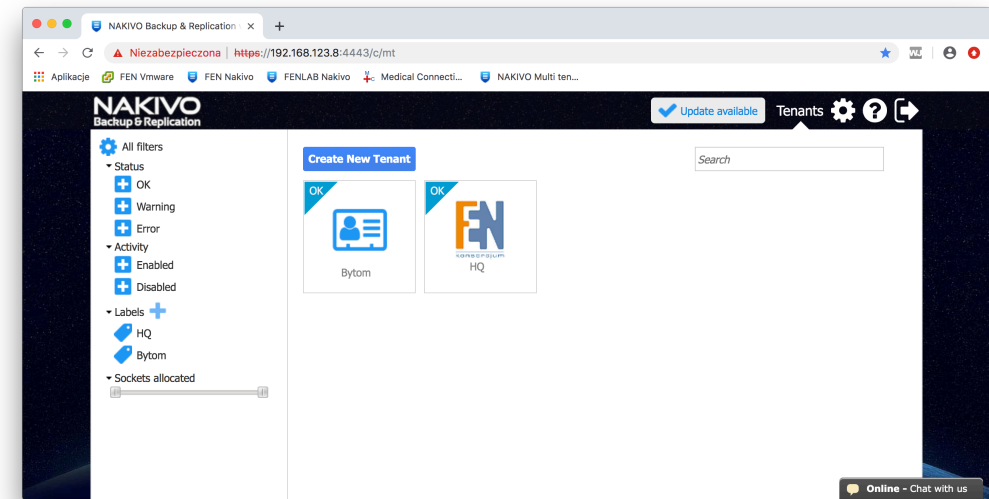 NAKIVO Backup & Replication
Niezabezpieczona https://192.168.123.8:4443/c/mt
Aplikacje FEN Vmware FEN Nakivo FENLAB Nakivo Medical Connecti... NAKIVO Multi ten...
NAKIVO
Backup & Replication
Update available
Tenants
All filters
Status
OK
Warning
Error
Activity
Enabled
Disabled
Labels
HQ
Bytom
Sockets allocated
Create New Tenant
Search
OK
Bytom
OK
FEN
HQ
Online - Chat with us